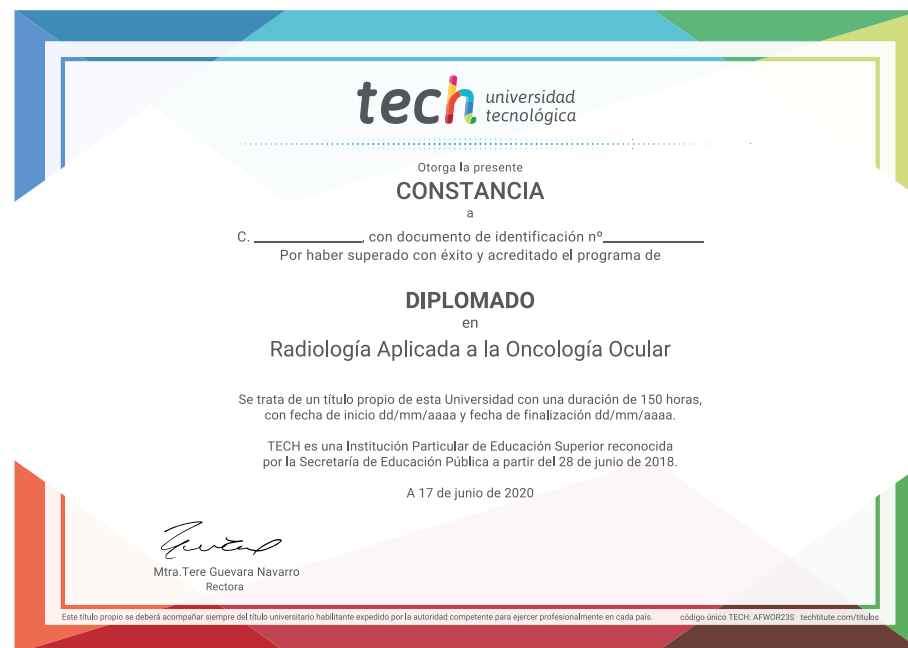 tech universidad
tecnológica
Otorga la presente
CONSTANCIA
a
C. ____________, con documento de identificación nº___________
Por haber superado con éxito y acreditado el programa de
DIPLOMADO
en
Radiología Aplicada a la Oncología Ocular
Se trata de un título propio de esta Universidad con una duración de 150 horas,
con fecha de inicio dd/mm/aaaa y fecha de finalización dd/mm/aaaa.
TECH es una Institución Particular de Educación Superior reconocida
por la Secretaría de Educación Pública a partir del 28 de junio de 2018.
A 17 de junio de 2020
Mtra.Tere Guevara Navarro
Rectora
Este título propio se deberá acompañar siempre del título universitario habilitante expedido por la autoridad competente para ejercer profesionalmente en cada país. código único TECH: AFWOR23S techtitute.com/titulos